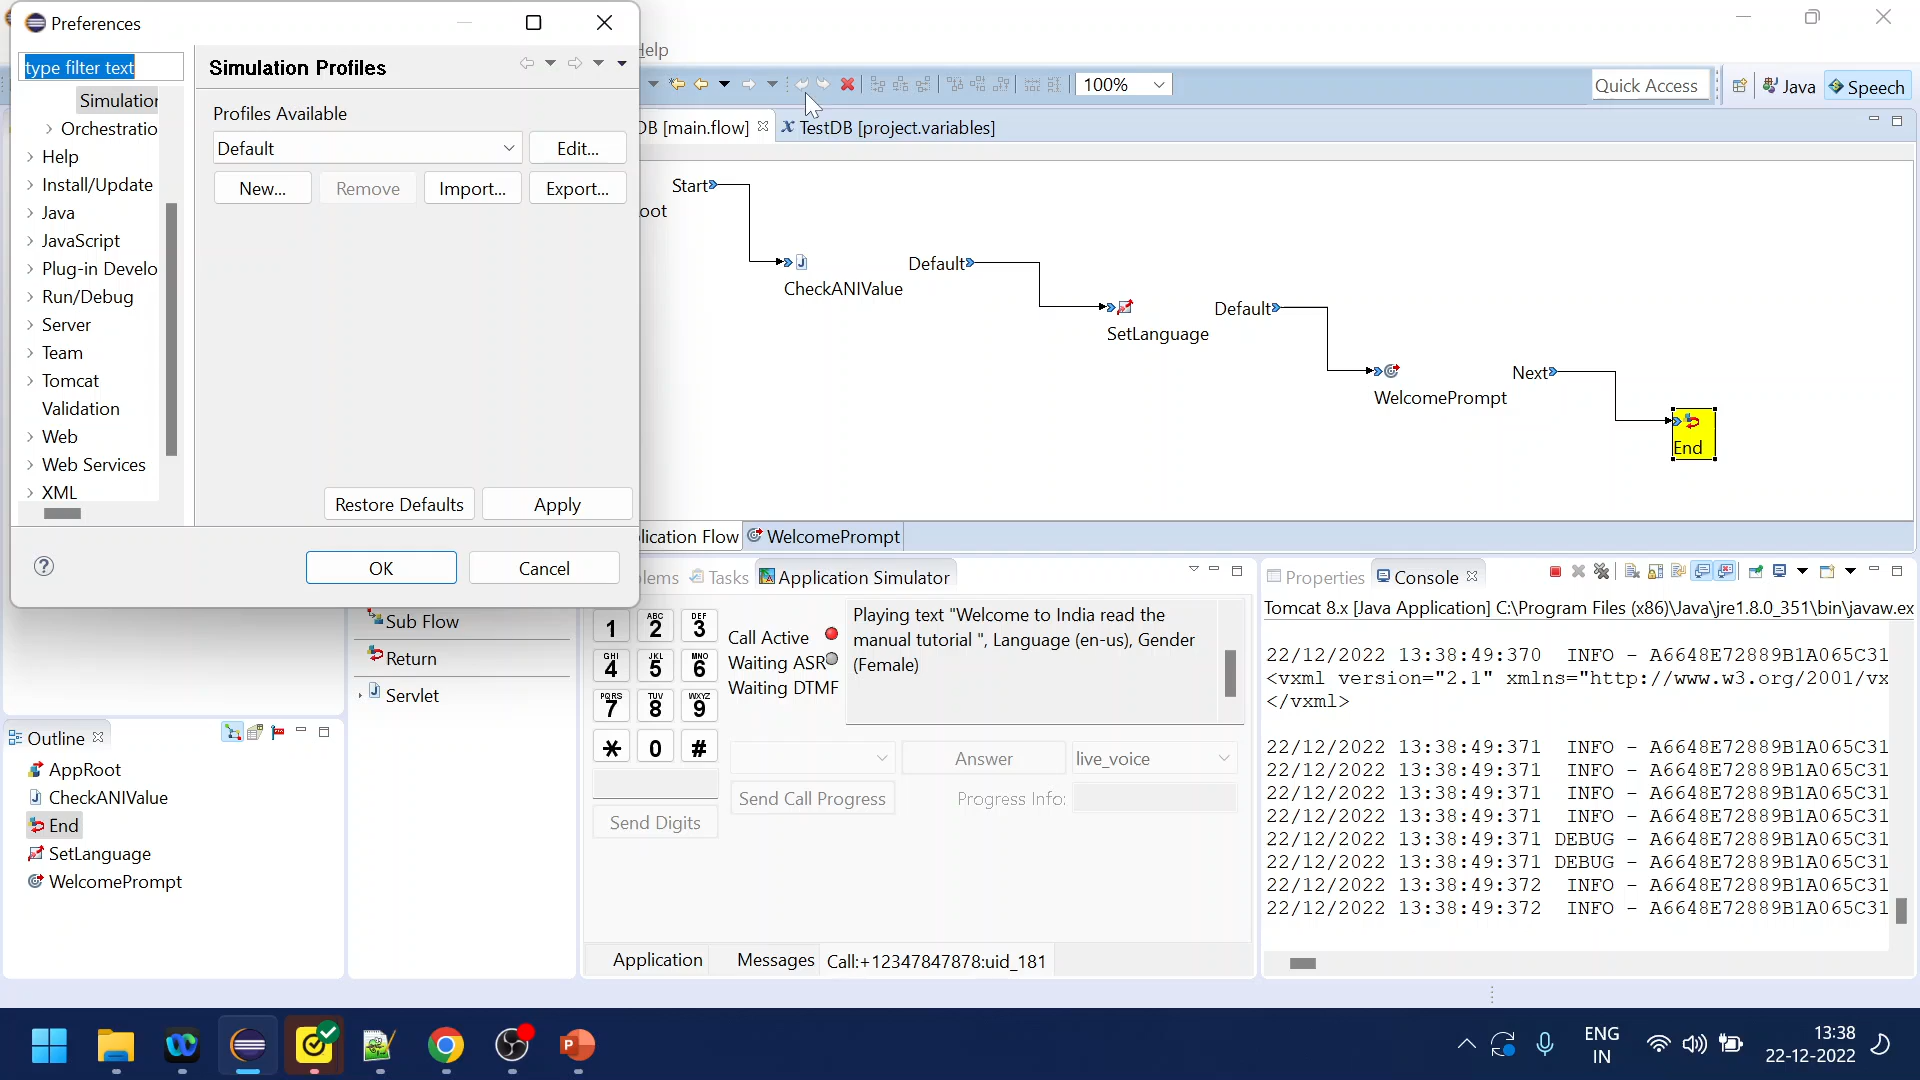 Preferences
type filter text
Simulation Profiles
Orchestratio
Help
Install/Update
Java
JavaScript
Plug-in Develo
Run/Debug
Server
Team
Tomcat
Validation
Web
Web Services
XML
Profiles Available
Default
Edit...
New...
Remove
Import...
Export...
Restore Defaults
Apply
OK
Cancel
100%
Quick Access
Java
Speech
DB [main.flow]
TestDB [project.variables]
Start
CheckANIValue
Default
SetLanguage
Default
WelcomePrompt
Next
End
lication Flow
WelcomePrompt
Tasks
Application Simulator
Sub Flow
Return
Servlet
1
ABC
2
DEF
3
GHI
4
JKL
5
MNO
6
PQRS
7
TUV
8
WXYZ
9
*
0
#
Call Active
Waiting ASR
Waiting DTMF
Playing text "Welcome to India read the
manual tutorial ", Language (en-us), Gender
(Female)
Answer
live_voice
Send Call Progress
Progress Info:
Send Digits
Application
Messages
Call:+12347847878:uid_181
Outline
AppRoot
CheckANIValue
End
SetLanguage
WelcomePrompt
Properties
Console
Tomcat 8.x [Java Application] C:\Program Files (x86)\Java\jre1.8.0_351\bin\javaw.ex
22/12/2022 13:38:49:370 INFO - A6648E72889B1A065C31
<vxml version="2.1" xmlns="http://www.w3.org/2001/vx
</vxml>
22/12/2022 13:38:49:371 INFO - A6648E72889B1A065C31
22/12/2022 13:38:49:371 INFO - A6648E72889B1A065C31
22/12/2022 13:38:49:371 INFO - A6648E72889B1A065C31
22/12/2022 13:38:49:371 INFO - A6648E72889B1A065C31
22/12/2022 13:38:49:371 DEBUG - A6648E72889B1A065C31
22/12/2022 13:38:49:371 DEBUG - A6648E72889B1A065C31
22/12/2022 13:38:49:372 INFO - A6648E72889B1A065C31
22/12/2022 13:38:49:372 INFO - A6648E72889B1A065C31
ENG
IN
13:38
22-12-2022